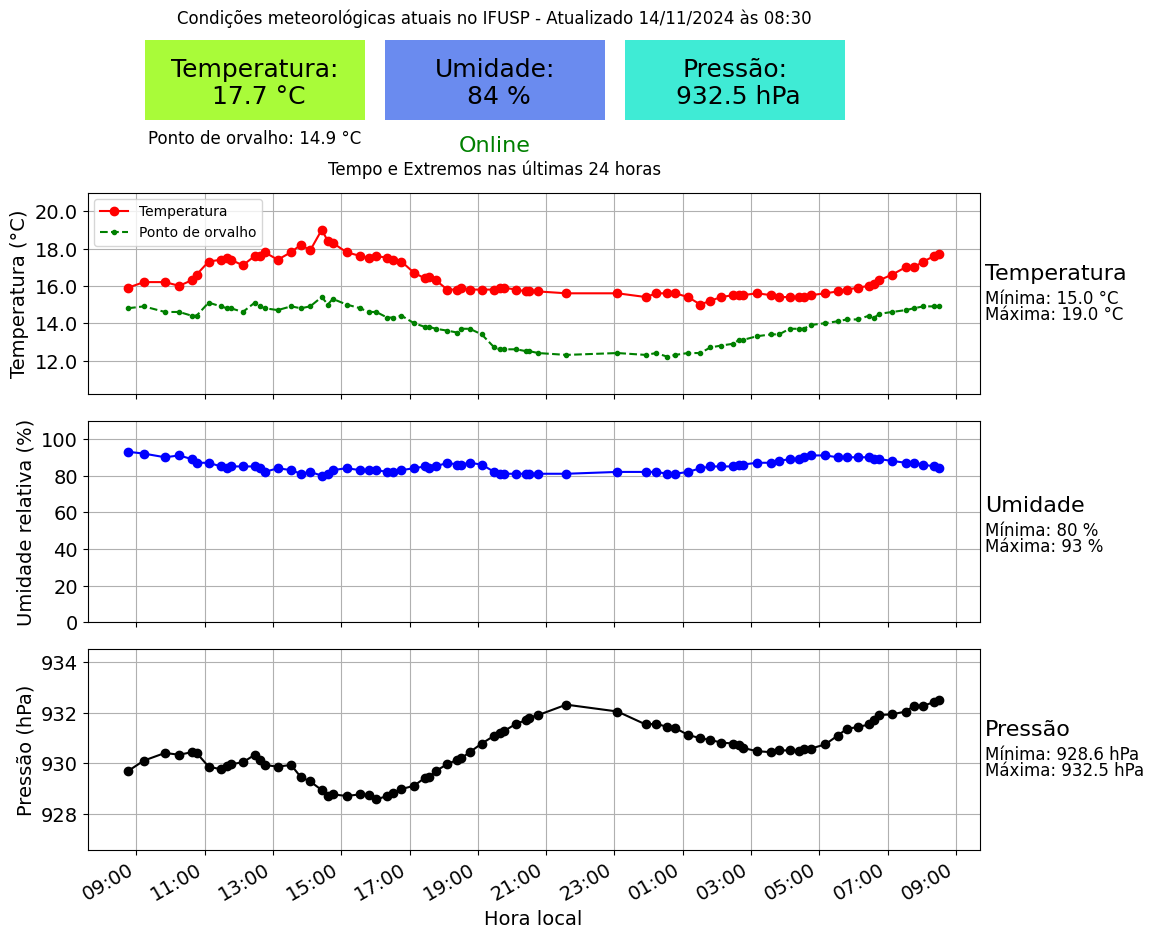 Condições meteorológicas atuais no IFUSP - Atualizado 14/11/2024 às 08:30
Temperatura:
17.7 °C
Umidade:
84 %
Pressão:
932.5 hPa
Ponto de orvalho: 14.9 °C
Online
Tempo e Extremos nas últimas 24 horas
Temperatura (°C)
20.0
18.0
16.0
14.0
12.0
Temperatura
Ponto de orvalho
Temperatura
Mínima: 15.0 °C
Máxima: 19.0 °C
Umidade relativa (%)
100
80
60
40
20
0
Umidade
Mínima: 80 %
Máxima: 93 %
Pressão (hPa)
934
932
930
928
Pressão
Mínima: 928.6 hPa
Máxima: 932.5 hPa
09:00 11:00 13:00 15:00 17:00 19:00 21:00 23:00 01:00 03:00 05:00 07:00 09:00
Hora local